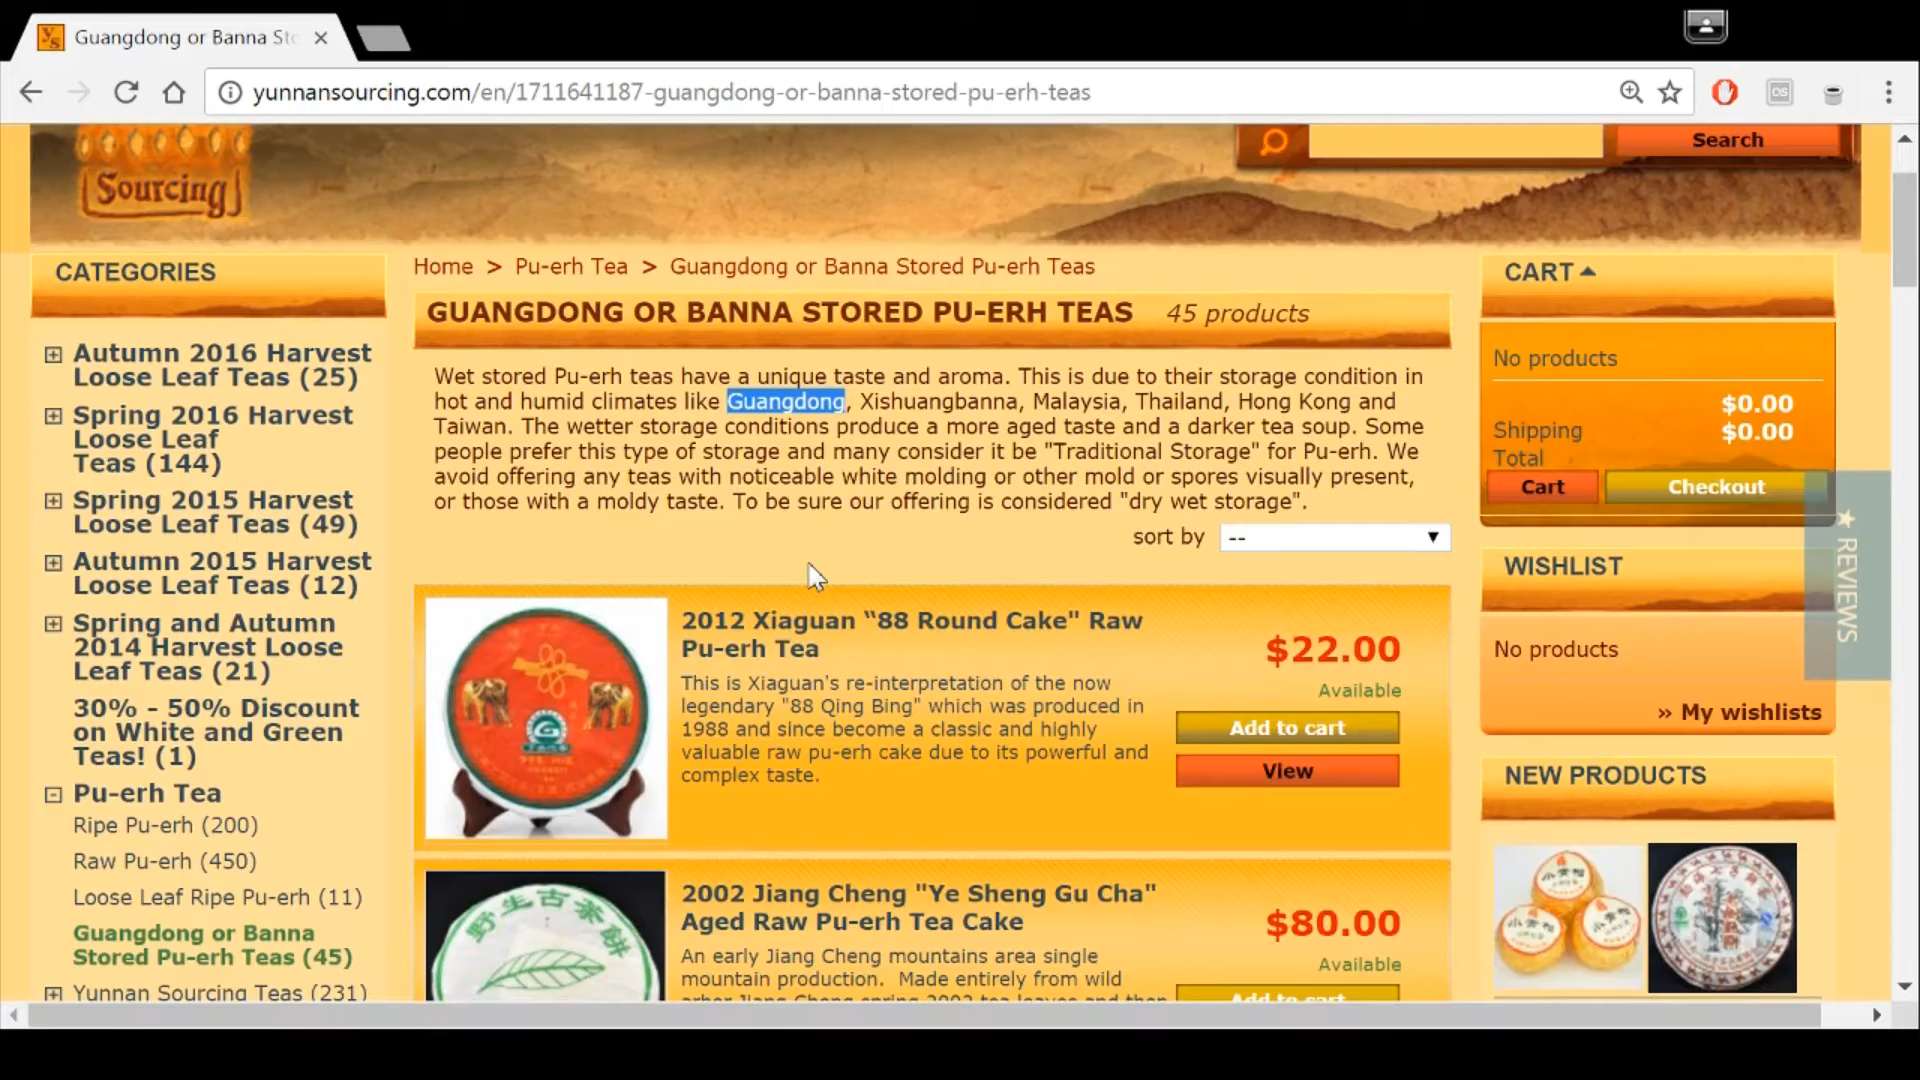 Guangdong or Banna Sto
yunnansourcing.com/en/1711641187-guangdong-or-banna-stored-pu-erh-teas
Sourcing
Search
CATEGORIES
Autumn 2016 Harvest
Loose Leaf Teas (25)
Spring 2016 Harvest
Loose Leaf
Teas (144)
Spring 2015 Harvest
Loose Leaf Teas (49)
Autumn 2015 Harvest
Loose Leaf Teas (12)
Spring and Autumn
2014 Harvest Loose
Leaf Teas (21)
30% - 50% Discount
on White and Green
Teas! (1)
Pu-erh Tea
Ripe Pu-erh (200)
Raw Pu-erh (450)
Loose Leaf Ripe Pu-erh (11)
Guangdong or Banna
Stored Pu-erh Teas (45)
Yunnan Sourcing Teas (231)
Home > Pu-erh Tea > Guangdong or Banna Stored Pu-erh Teas
GUANGDONG OR BANNA STORED PU-ERH TEAS 45 products
Wet stored Pu-erh teas have a unique taste and aroma. This is due to their storage condition in
hot and humid climates like Guangdong, Xishuangbanna, Malaysia, Thailand, Hong Kong and
Taiwan. The wetter storage conditions produce a more aged taste and a darker tea soup. Some
people prefer this type of storage and many consider it be "Traditional Storage" for Pu-erh. We
avoid offering any teas with noticeable white molding or other mold or spores visually present,
or those with a moldy taste. To be sure our offering is considered "dry wet storage".
sort by --
2012 Xiaguan “88 Round Cake" Raw
Pu-erh Tea
This is Xiaguan's re-interpretation of the now
legendary "88 Qing Bing" which was produced in
1988 and since become a classic and highly
valuable raw pu-erh cake due to its powerful and
complex taste.
$22.00
Available
Add to cart
View
野生古茶餅
2002 Jiang Cheng "Ye Sheng Gu Cha"
Aged Raw Pu-erh Tea Cake
An early Jiang Cheng mountains area single
mountain production. Made entirely from wild
arbor Jiang Cheng spring 2002 tea leaves and then
$80.00
Available
Add to cart
CART
No products
$0.00
Shipping $0.00
Total
Cart
Checkout
WISHLIST
No products
» My wishlists
NEW PRODUCTS
★ REVIEWS